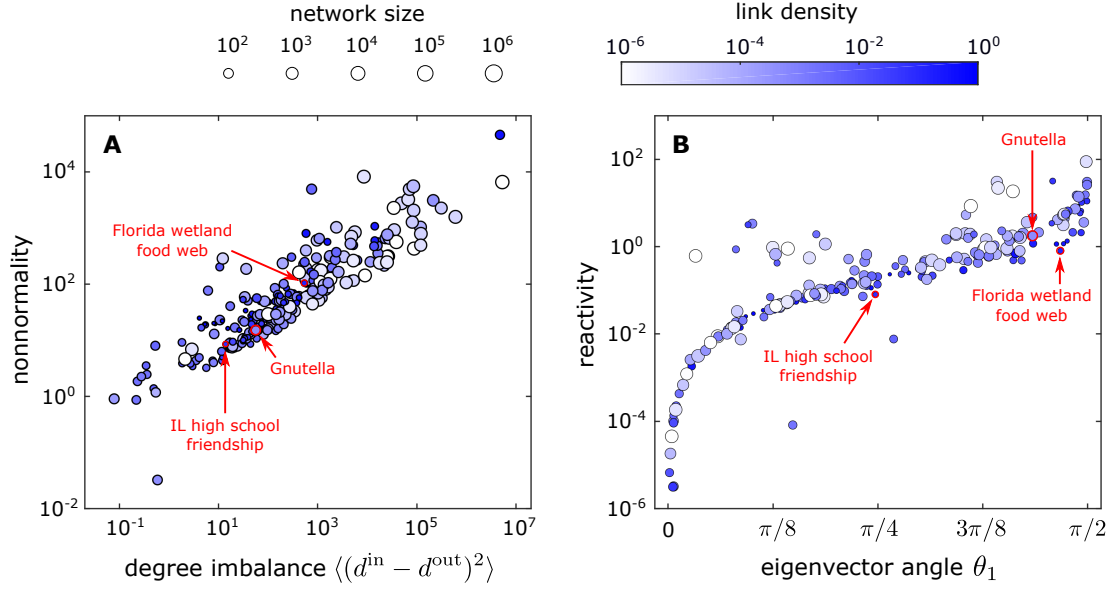 network size
10^2 10^3 10^4 10^5 10^6
link density
10^-6 10^-4 10^-2 10^0
A
nonnormality
10^4
10^2
10^0
10^-2
Florida wetland
food web
Gnutella
IL high school
friendship
10^-1 10^1 10^3 10^5 10^7
degree imbalance ⟨(d^in − d^out)^2⟩
B
reactivity
10^2
10^0
10^-2
10^-4
10^-6
Gnutella
Florida wetland
food web
IL high school
friendship
0 π/8 π/4 3π/8 π/2
eigenvector angle θ_1